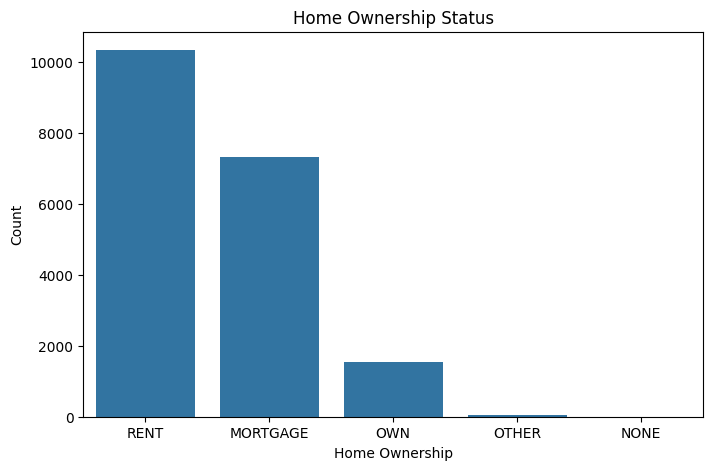 Home Ownership Status
Count
10000
8000
6000
4000
2000
0
RENT MORTGAGE OWN OTHER NONE
Home Ownership